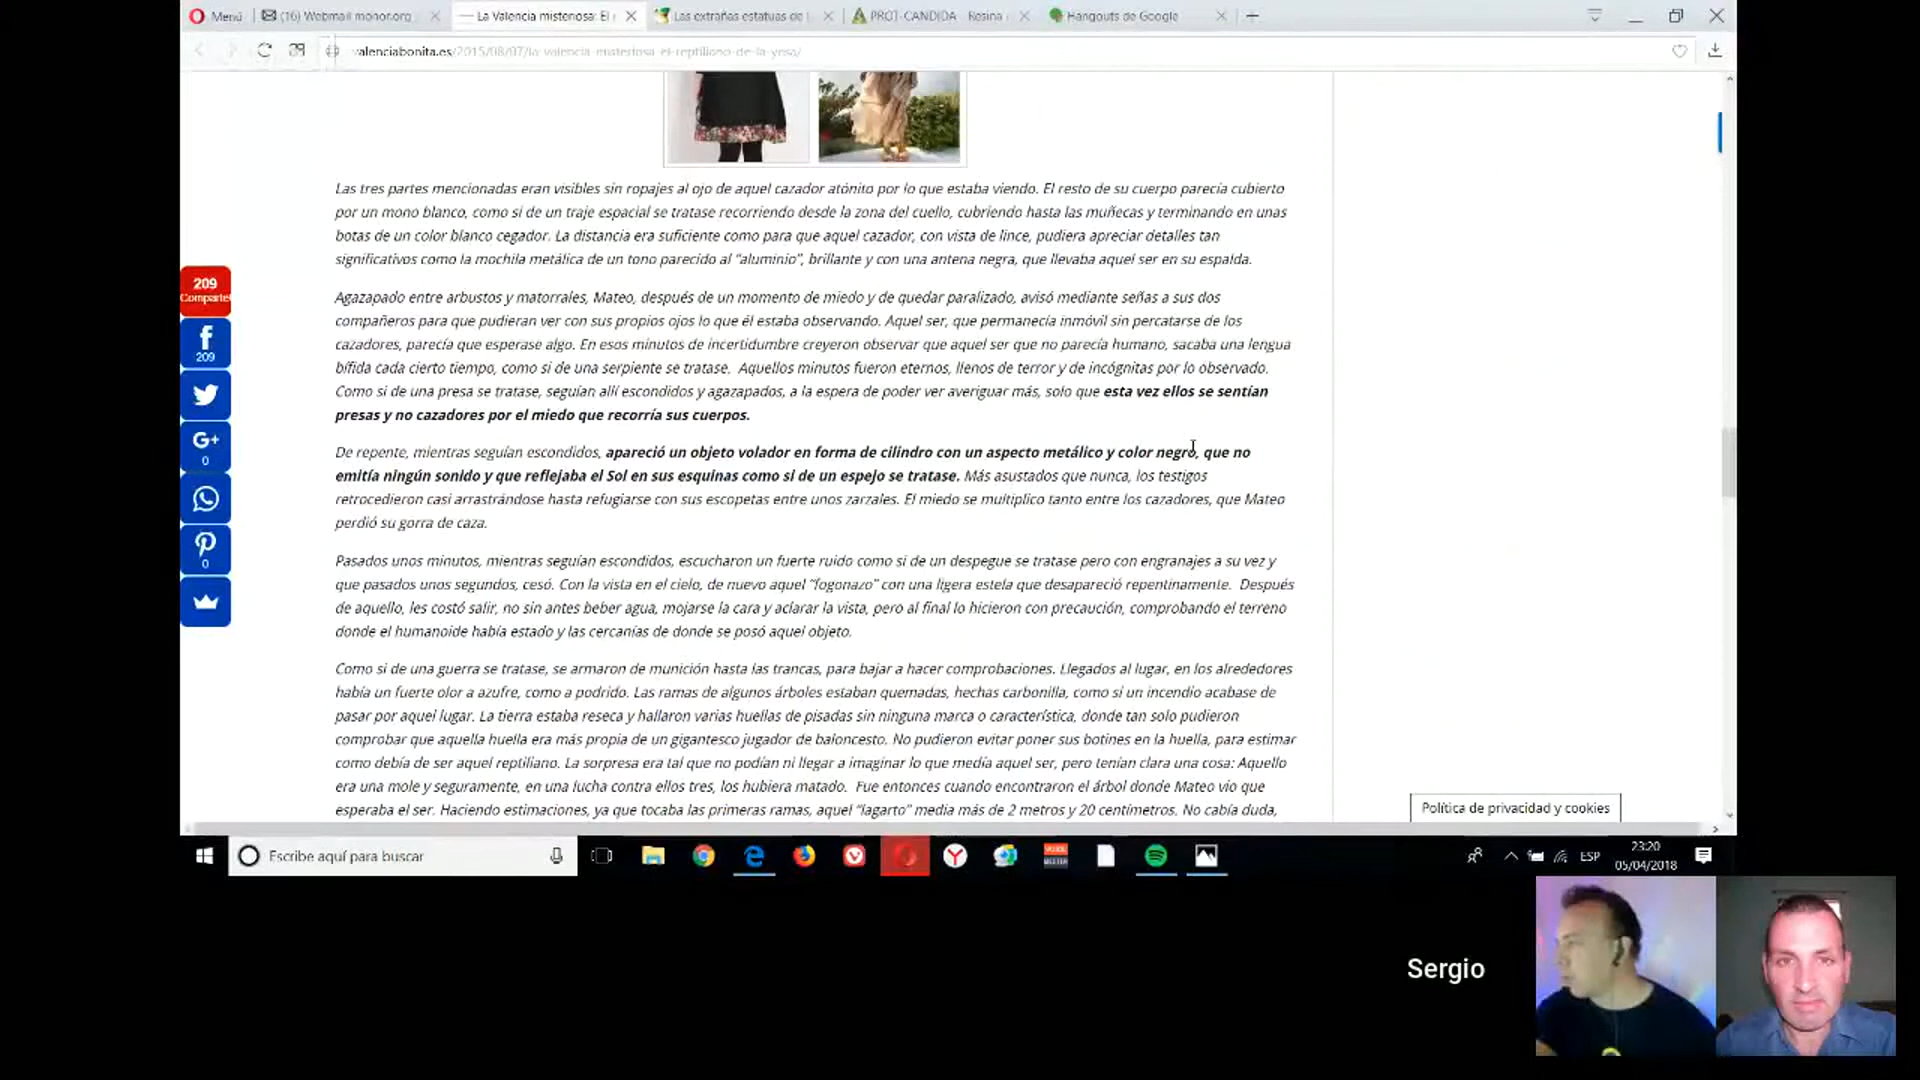 Menú
(16) Webmail monor.org
La Valencia misteriosa: El
Las extrañas estatuas de
PROT-CANDIDA Resina
Hangouts de Google
valenciabonita.es/2015/08/07/la-valencia-misteriosa-el-reptiliano-de-la-yesa/
Las tres partes mencionadas eran visibles sin ropajes al ojo de aquel cazador atónito por lo que estaba viendo. El resto de su cuerpo parecía cubierto
por un mono blanco, como si de un traje espacial se tratase recorriendo desde la zona del cuello, cubriendo hasta las muñecas y terminando en unas
botas de un color blanco cegador. La distancia era suficiente como para que aquel cazador, con vista de lince, pudiera apreciar detalles tan
significativos como la mochila metálica de un tono parecido al “aluminio”, brillante y con una antena negra, que llevaba aquel ser en su espalda.
209
Comparte
209
G+
0
0
Agazapado entre arbustos y matorrales, Mateo, después de un momento de miedo y de quedar paralizado, avisó mediante señas a sus dos
compañeros para que pudieran ver con sus propios ojos lo que él estaba observando. Aquel ser, que permanecía inmóvil sin percatarse de los
cazadores, parecía que esperase algo. En esos minutos de incertidumbre creyeron observar que aquel ser que no parecía humano, sacaba una lengua
bífida cada cierto tiempo, como si de una serpiente se tratase. Aquellos minutos fueron eternos, llenos de terror y de incógnitas por lo observado.
Como si de una presa se tratase, seguían allí escondidos y agazapados, a la espera de poder ver averiguar más, solo que esta vez ellos se sentían
presas y no cazadores por el miedo que recorría sus cuerpos.
De repente, mientras seguían escondidos, apareció un objeto volador en forma de cilindro con un aspecto metálico y color negro, que no
emitía ningún sonido y que reflejaba el Sol en sus esquinas como si de un espejo se tratase. Más asustados que nunca, los testigos
retrocedieron casi arrastrándose hasta refugiarse con sus escopetas entre unos zarzales. El miedo se multiplico tanto entre los cazadores, que Mateo
perdió su gorra de caza.
Pasados unos minutos, mientras seguían escondidos, escucharon un fuerte ruido como si de un despegue se tratase pero con engranajes a su vez y
que pasados unos segundos, cesó. Con la vista en el cielo, de nuevo aquel “fogonazo” con una ligera estela que desapareció repentinamente. Después
de aquello, les costó salir, no sin antes beber agua, mojarse la cara y aclarar la vista, pero al final lo hicieron con precaución, comprobando el terreno
donde el humanoide había estado y las cercanías de donde se posó aquel objeto.
Como si de una guerra se tratase, se armaron de munición hasta las trancas, para bajar a hacer comprobaciones. Llegados al lugar, en los alrededores
había un fuerte olor a azufre, como a podrido. Las ramas de algunos árboles estaban quemadas, hechas carbonilla, como si un incendio acabase de
pasar por aquel lugar. La tierra estaba reseca y hallaron varias huellas de pisadas sin ninguna marca o característica, donde tan solo pudieron
comprobar que aquella huella era más propia de un gigantesco jugador de baloncesto. No pudieron evitar poner sus botines en la huella, para estimar
como debía de ser aquel reptiliano. La sorpresa era tal que no podían ni llegar a imaginar lo que medía aquel ser, pero tenían clara una cosa: Aquello
era una mole y seguramente, en una lucha contra ellos tres, los hubiera matado. Fue entonces cuando encontraron el árbol donde Mateo vio que
esperaba el ser. Haciendo estimaciones, ya que tocaba las primeras ramas, aquel “lagarto” media más de 2 metros y 20 centímetros. No cabía duda,
Política de privacidad y cookies
Escribe aquí para buscar
ESP
23:20
05/04/2018
Sergio